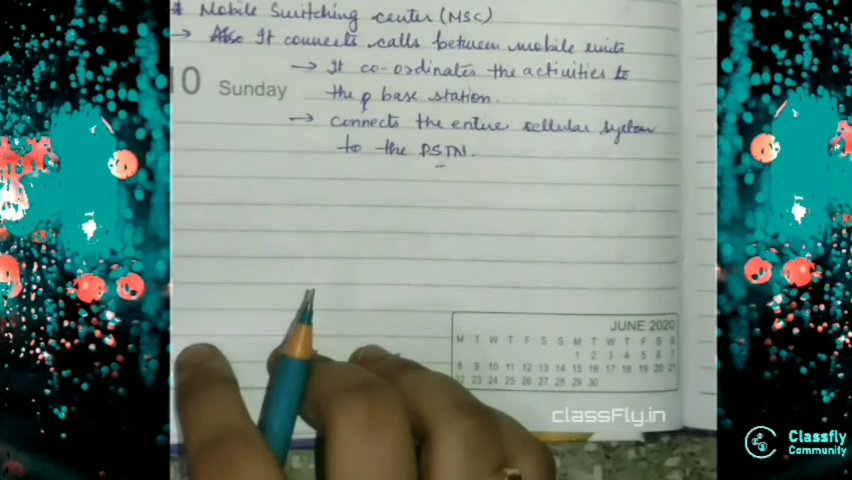 * Mobile Switching center (MSC)
→ It connects calls between mobile units
→ It co-ordinates the activities to
10 Sunday
the base station.
→ connects the entire cellular system
to the PSTN.
JUNE 2020
M T W T F S S M T W T F S S
1 2 3 4 5 6 7
8 9 10 11 12 13 14 15 16 17 18 19 20 21
22 23 24 25 26 27 28 29 30
classFly.in
Classfly
Community